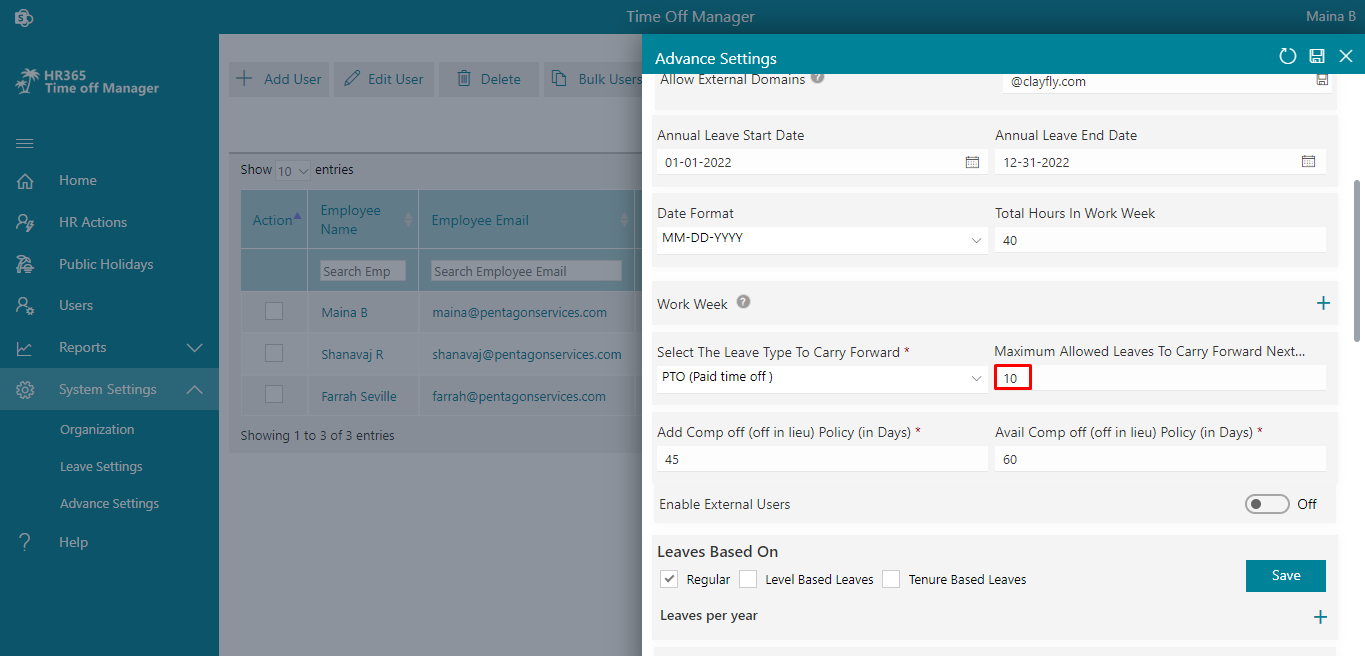 Time Off Manager
Maina B
HR365
Time off Manager
Home
HR Actions
Public Holidays
Users
Reports
System Settings
Organization
Leave Settings
Advance Settings
? Help
+ Add User
Edit User
Delete
Bulk Users
Show 10 entries
Action
Employee Name
Employee Email
Search Emp
Search Employee Email
Maina B maina@pentagonservices.com
Shanavaj R shanavaj@pentagonservices.com
Farrah Seville farrah@pentagonservices.com
Showing 1 to 3 of 3 entries
Advance Settings
Allow External Domains ?
@clayfly.com
Annual Leave Start Date
Annual Leave End Date
01-01-2022
12-31-2022
Date Format
Total Hours In Work Week
MM-DD-YYYY
40
Work Week ? +
Select The Leave Type To Carry Forward *
Maximum Allowed Leaves To Carry Forward Next...
PTO (Paid time off )
10
Add Comp off (off in lieu) Policy (in Days) *
Avail Comp off (off in lieu) Policy (in Days) *
45
60
Enable External Users
Off
Leaves Based On
Regular Level Based Leaves Tenure Based Leaves
Save
Leaves per year +